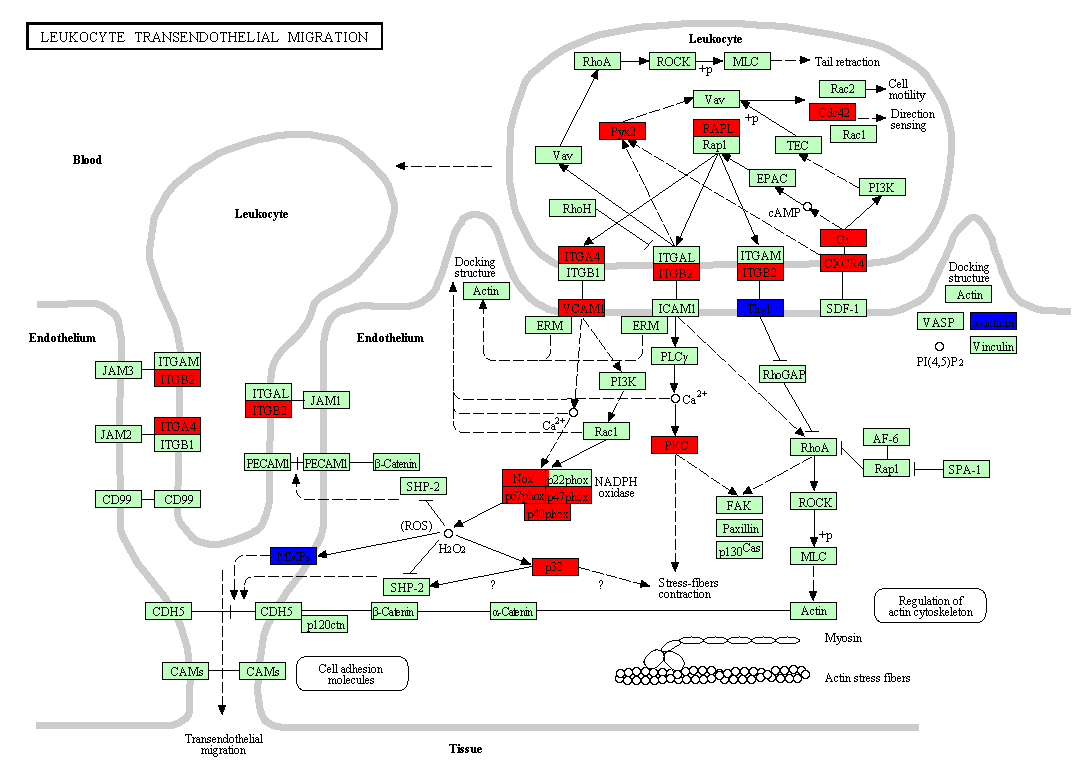 LEUKOCYTE TRANSENDOTHELIAL MIGRATION
Leukocyte
RhoA
ROCK
+p
MLC
Tail retraction
Vav
+p
Rac2
Cell
motility
Cdc42
Direction
sensing
Rac1
Pyk2
RAPL
Rap1
TEC
Vav
EPAC
PI3K
cAMP
RhoH
Gi
Blood
Leukocyte
ITGA4
ITGB1
ITGAL
ITGB2
ITGAM
ITGB2
CXCR4
Docking
structure
Actin
VCAM1
ICAM1
Thy1
SDF-1
ERM
ERM
Docking
structure
Actin
VASP
Vinculin
PI(4,5)P2
Endothelium
Endothelium
JAM3
ITGAM
ITGB2
ITGAL
ITGB2
JAM1
JAM2
ITGA4
ITGB1
PECAM1
PECAM1
β-Catenin
CD99
CD99
SHP-2
PLCγ
PI3K
Ca2+
Ca2+
Rac1
RhoGAP
PKC
RhoA
AF-6
Rap1
SPA-1
Nox
p22phox
p67phox
p47phox
p40phox
NADPH
oxidase
FAK
Paxillin
p130Cas
ROCK
+p
MLC
(ROS)
H2O2
MMPs
p38
SHP-2
?
?
Stress-fibers
contraction
CDH5
CDH5
p120ctn
β-Catenin
α-Catenin
Actin
Regulation of
actin cytoskeleton
Myosin
Actin stress fibers
CAMs
CAMs
Cell adhesion
molecules
Transendothelial
migration
Tissue